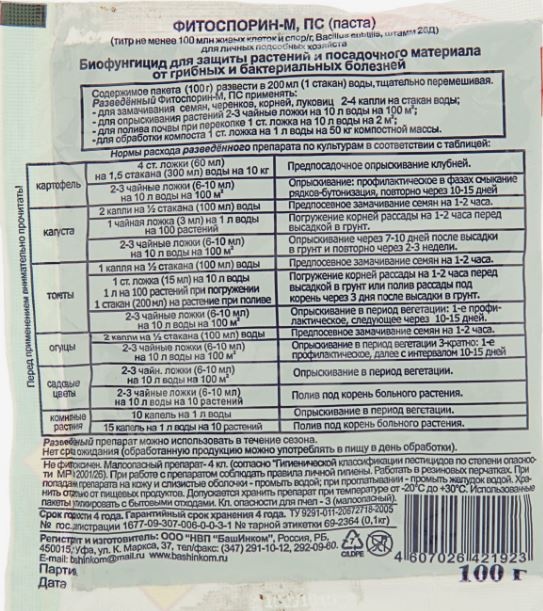 ФИТОСПОРИН-М, ПС (паста)
(титр не менее 100 млн живых клеток и спор/г, Bacillus subtilis, штамм 26Д)
для личных подсобных хозяйств
Биофунгицид для защиты растений и посадочного материала
от грибных и бактериальных болезней
Содержимое пакета (100 г) развести в 200 мл (1 стакан) воды, тщательно перемешивая.
Разведённый Фитоспорин-М, ПС применять:
- для замачивания семян, черенков, корней, луковиц 2-4 капли на стакан воды;
- для опрыскивания растений 2-3 чайные ложки на 10 л воды на 100 м²;
- для полива почвы при перекопке 1 ст. ложка на 10 л воды на 2 м²;
- для обработки компоста 1 ст. ложка на 1 л воды на 50 кг компостной массы.
Нормы расхода разведённого препарата по культурам в соответствии с таблицей:
Перед применением внимательно прочитать!
картофель
4 ст. ложки (60 мл)
на 1,5 стакана (300 мл) воды на 10 кг
Предпосадочное опрыскивание клубней.
2-3 чайные ложки (6-10 мл)
на 10 л воды на 100 м²
Опрыскивание: профилактическое в фазах смыкание
рядков-бутонизация, повторно через 10-15 дней
капуста
2 капли на ½ стакана (100 мл) воды
Предпосевное замачивание семян на 1-2 часа.
1 чайная ложка (3 мл) на 1 л воды
на 100 растений
Погружение корней рассады на 1-2 часа перед
высадкой в грунт.
2-3 чайные ложки (6-10 мл)
на 10 л воды на 100 м²
Опрыскивание через 7-10 дней после высадки
в грунт и повторно через 2-3 недели.
томты
1 капля на ½ стакана (100 мл) воды
Предпосевное замачивание семян на 1-2 часа.
1 ст. ложка (15 мл) на 10 л воды
1 л на 100 растений при погружении
1 стакан (200 мл) на растение при поливе
Погружение корней рассады на 1-2 часа перед
высадкой в грунт или полив рассады под
корень через 3 дня после высадки в грунт.
2-3 чайные ложки (6-10 мл)
на 10 л воды на 100 м²
Опрыскивание в период вегетации: 1-е профи-
лактическое, следующее через 10-15 дней.
огуцы
2 капли на ½ стакана (100 мл) воды
Предпосевное замачивание семян на 1-2 часа.
2-3 чайные ложки (6-10 мл)
на 10 л воды на 100 м²
Опрыскивание в период вегетации 3-кратно: 1-е
профилактическое, далее с интервалом 10-15 дней
садовые
цветы
2-3 чайн. ложки (6-10 мл)
на 10 л воды на 100 м²
Опрыскивание в период вегетации.
2-3 чайные ложки (6-10 мл)
на 10 л воды на 10 растений
Полив под корень больного растения.
комнтные
растния
10 капель на 1 л воды
Опрыскивание в период вегетации.
15 капель на 1 л воды на 10 растений
Полив под корень больного растения.
Разведённый препарат можно использовать в течение сезона.
Нет срока ожидания (обработанную продукцию можно употреблять в пищу в день обработки).
Не фитотоксичен. Малоопасный препарат - 4 кл. (согласно "Гигиенической классификации пестицидов по степени опасно-
сти МР 2001/26). При работе с препаратом соблюдать правила личной гигиены. Работать в резиновых перчатках. При
попадании препарата на кожу и слизистые оболочки - промыть водой; при проглатывании - промыть желудок водой. Хра-
нить отдельно от пищевых продуктов. Допускается хранить препарат при температуре от -20°С до +30°С. Использованные
пакеты утилизировать с бытовыми отходами. Кл. опасности для пчел - 3 (малоопасный).
Срок годности 4 года. Гарантийный срок хранения 4 года. ТУ 9291-011-20672718-2005
№ гос. регистрации 1677-09-307-006-0-0-3-1 № тарной этикетки 69-2364 (0,1кг)
Регистрант и изготовитель: ООО "НВП "БашИнком", Россия, РБ,
450015, Уфа, ул. К. Маркса, 37, тел/факс: (347) 291-10-12, 292-09-60.
E-mail: bshinkom@mail.ru www.bashinkom.ru
7
C/LDPE
4 607026 421923
Парти
Дата
100 г